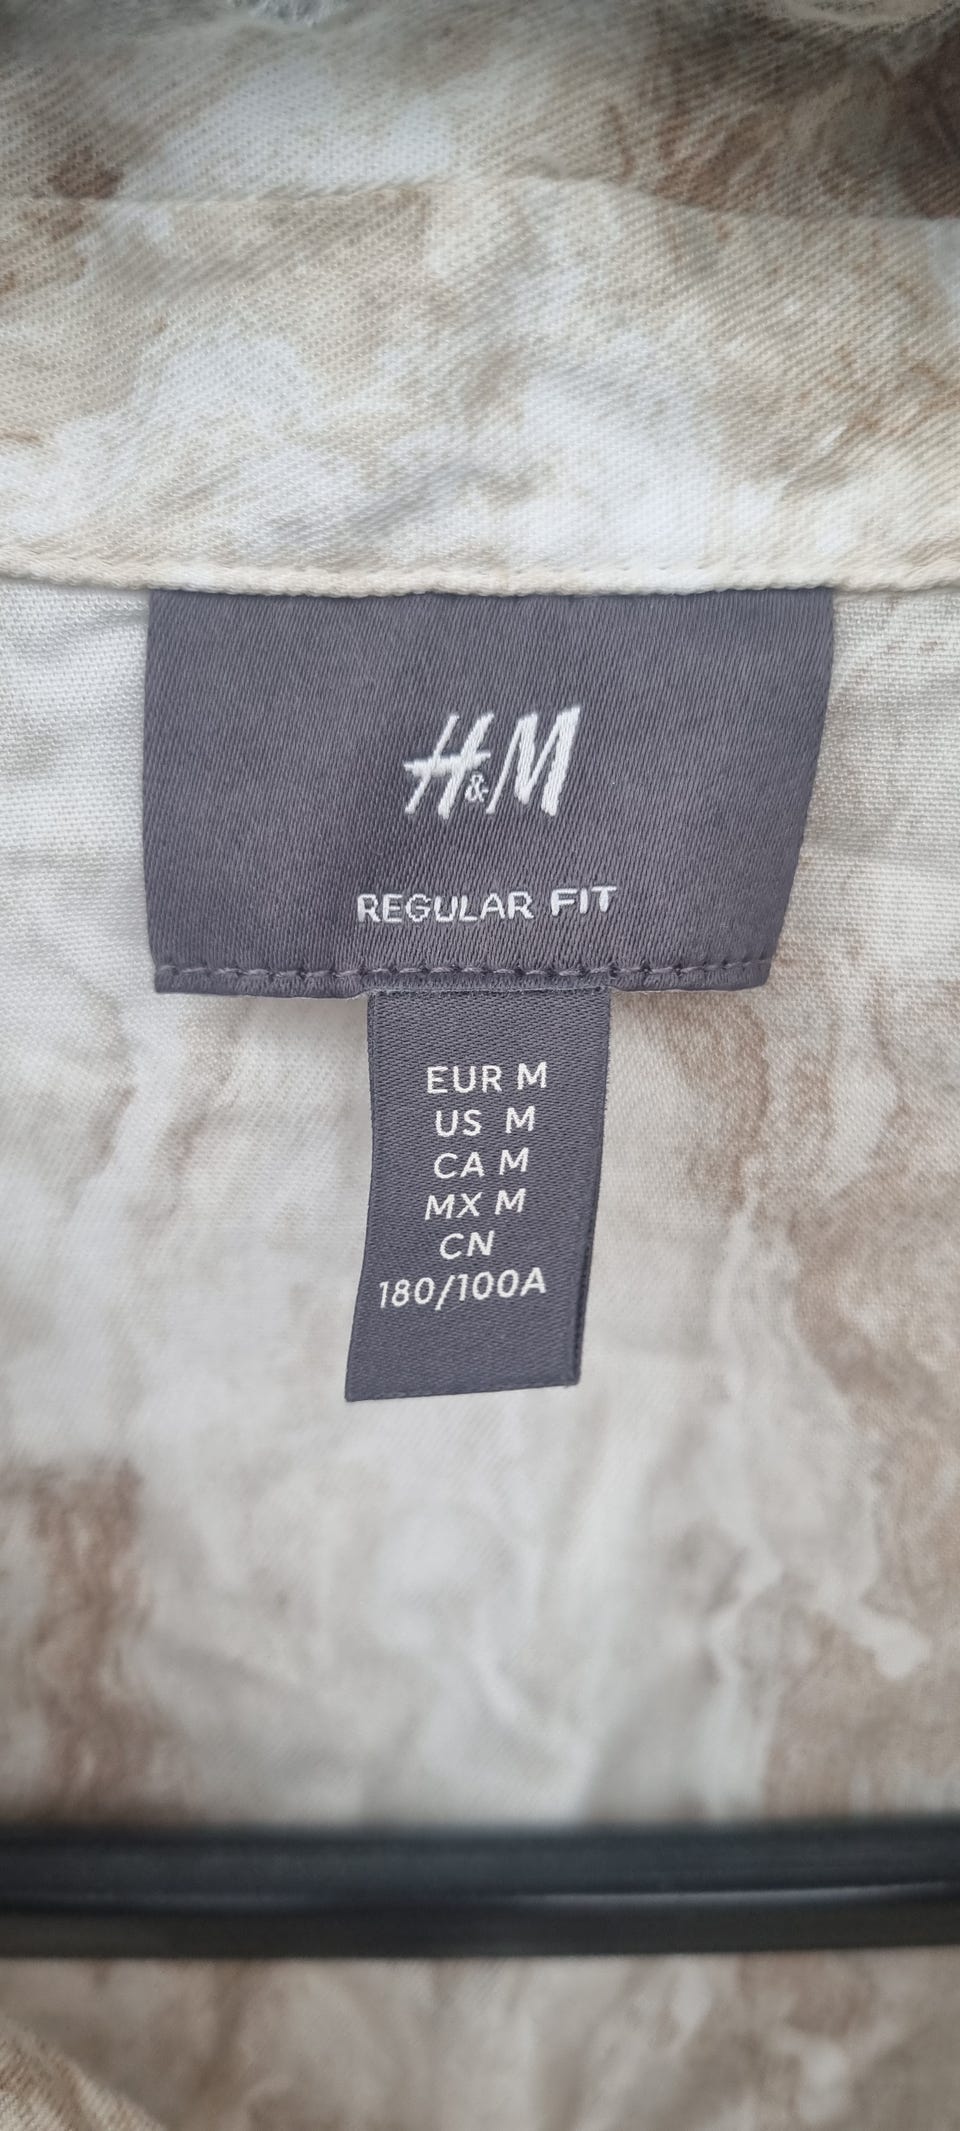 H&M
REGULAR FIT
EUR M
US M
CA M
MX M
CN
180/100A